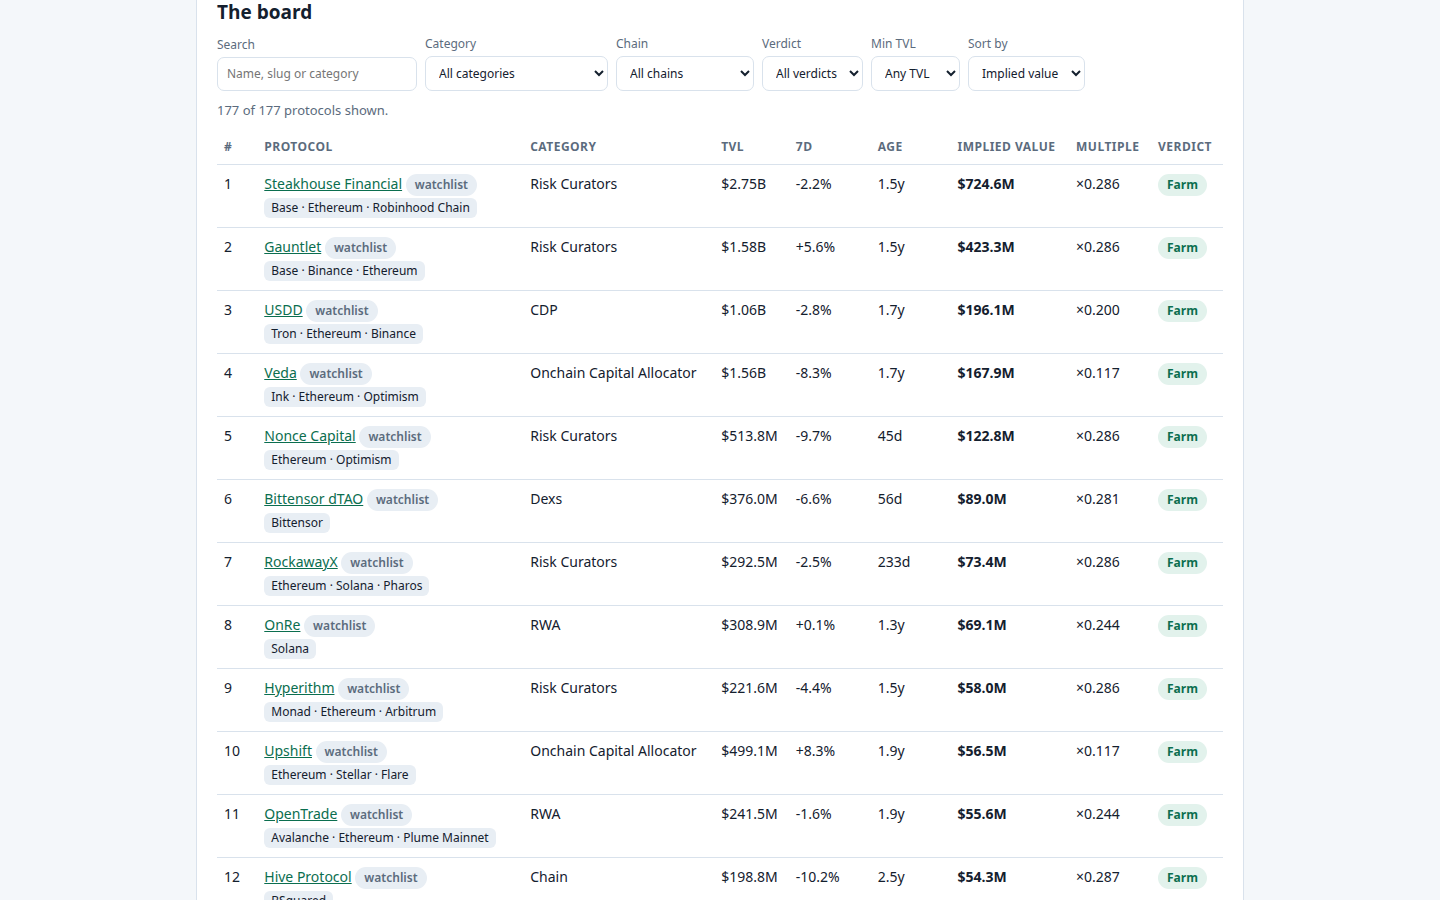 The board
Search Category Chain Verdict Min TVL Sort by
Name, slug or category All categories All chains All verdicts Any TVL Implied value
177 of 177 protocols shown.
# PROTOCOL CATEGORY TVL 7D AGE IMPLIED VALUE MULTIPLE VERDICT
1 Steakhouse Financial watchlist Risk Curators $2.75B -2.2% 1.5y $724.6M ×0.286 Farm
Base · Ethereum · Robinhood Chain
2 Gauntlet watchlist Risk Curators $1.58B +5.6% 1.5y $423.3M ×0.286 Farm
Base · Binance · Ethereum
3 USDD watchlist CDP $1.06B -2.8% 1.7y $196.1M ×0.200 Farm
Tron · Ethereum · Binance
4 Veda watchlist Onchain Capital Allocator $1.56B -8.3% 1.7y $167.9M ×0.117 Farm
Ink · Ethereum · Optimism
5 Nonce Capital watchlist Risk Curators $513.8M -9.7% 45d $122.8M ×0.286 Farm
Ethereum · Optimism
6 Bittensor dTAO watchlist Dexs $376.0M -6.6% 56d $89.0M ×0.281 Farm
Bittensor
7 RockawayX watchlist Risk Curators $292.5M -2.5% 233d $73.4M ×0.286 Farm
Ethereum · Solana · Pharos
8 OnRe watchlist RWA $308.9M +0.1% 1.3y $69.1M ×0.244 Farm
Solana
9 Hyperithm watchlist Risk Curators $221.6M -4.4% 1.5y $58.0M ×0.286 Farm
Monad · Ethereum · Arbitrum
10 Upshift watchlist Onchain Capital Allocator $499.1M +8.3% 1.9y $56.5M ×0.117 Farm
Ethereum · Stellar · Flare
11 OpenTrade watchlist RWA $241.5M -1.6% 1.9y $55.6M ×0.244 Farm
Avalanche · Ethereum · Plume Mainnet
12 Hive Protocol watchlist Chain $198.8M -10.2% 2.5y $54.3M ×0.287 Farm
BSquared